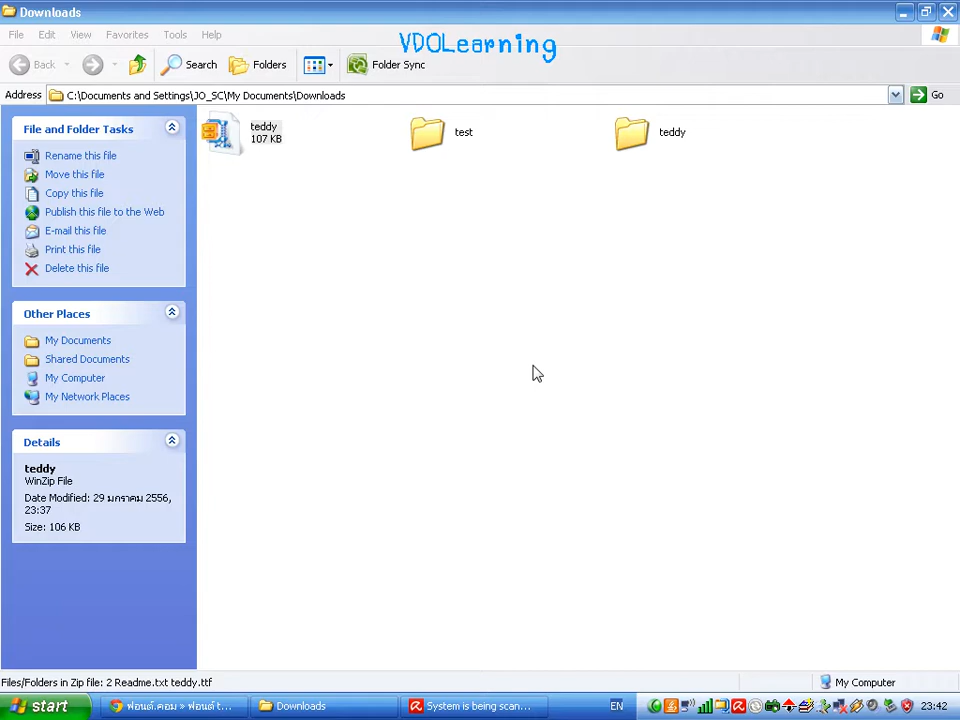 Downloads
File Edit View Favorites Tools Help
VDOLearning
Back Search Folders Folder Sync
Address C:\Documents and Settings\JO_SC\My Documents\Downloads Go
File and Folder Tasks
Rename this file
Move this file
Copy this file
Publish this file to the Web
E-mail this file
Print this file
Delete this file
Other Places
My Documents
Shared Documents
My Computer
My Network Places
Details
teddy
WinZip File
Date Modified: 29 มกราคม 2556,
23:37
Size: 106 KB
teddy
107 KB
test
teddy
Files/Folders in Zip file: 2 Readme.txt teddy.ttf
My Computer
start ฟอนต์.คอม » ฟอนต์ t... Downloads System is being scan... EN 23:42